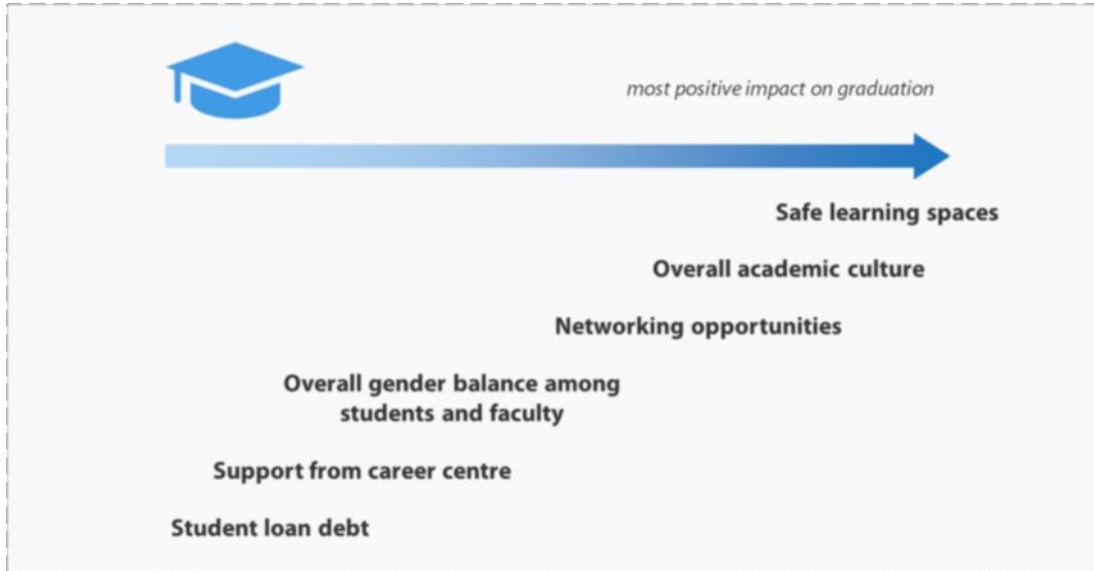 most positive impact on graduation
Safe learning spaces
Overall academic culture
Networking opportunities
Overall gender balance among
students and faculty
Support from career centre
Student loan debt